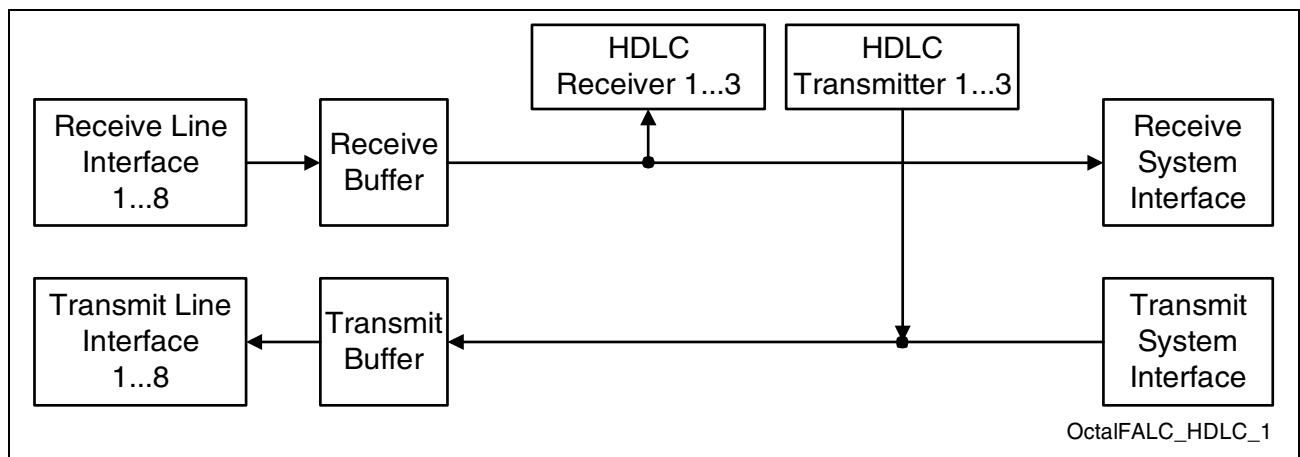 HDLC
Receiver 1...3
HDLC
Transmitter 1...3
Receive Line
Interface
1...8
Receive
Buffer
Receive
System
Interface
Transmit Line
Interface
1...8
Transmit
Buffer
Transmit
System
Interface
OctalFALC_HDLC_1